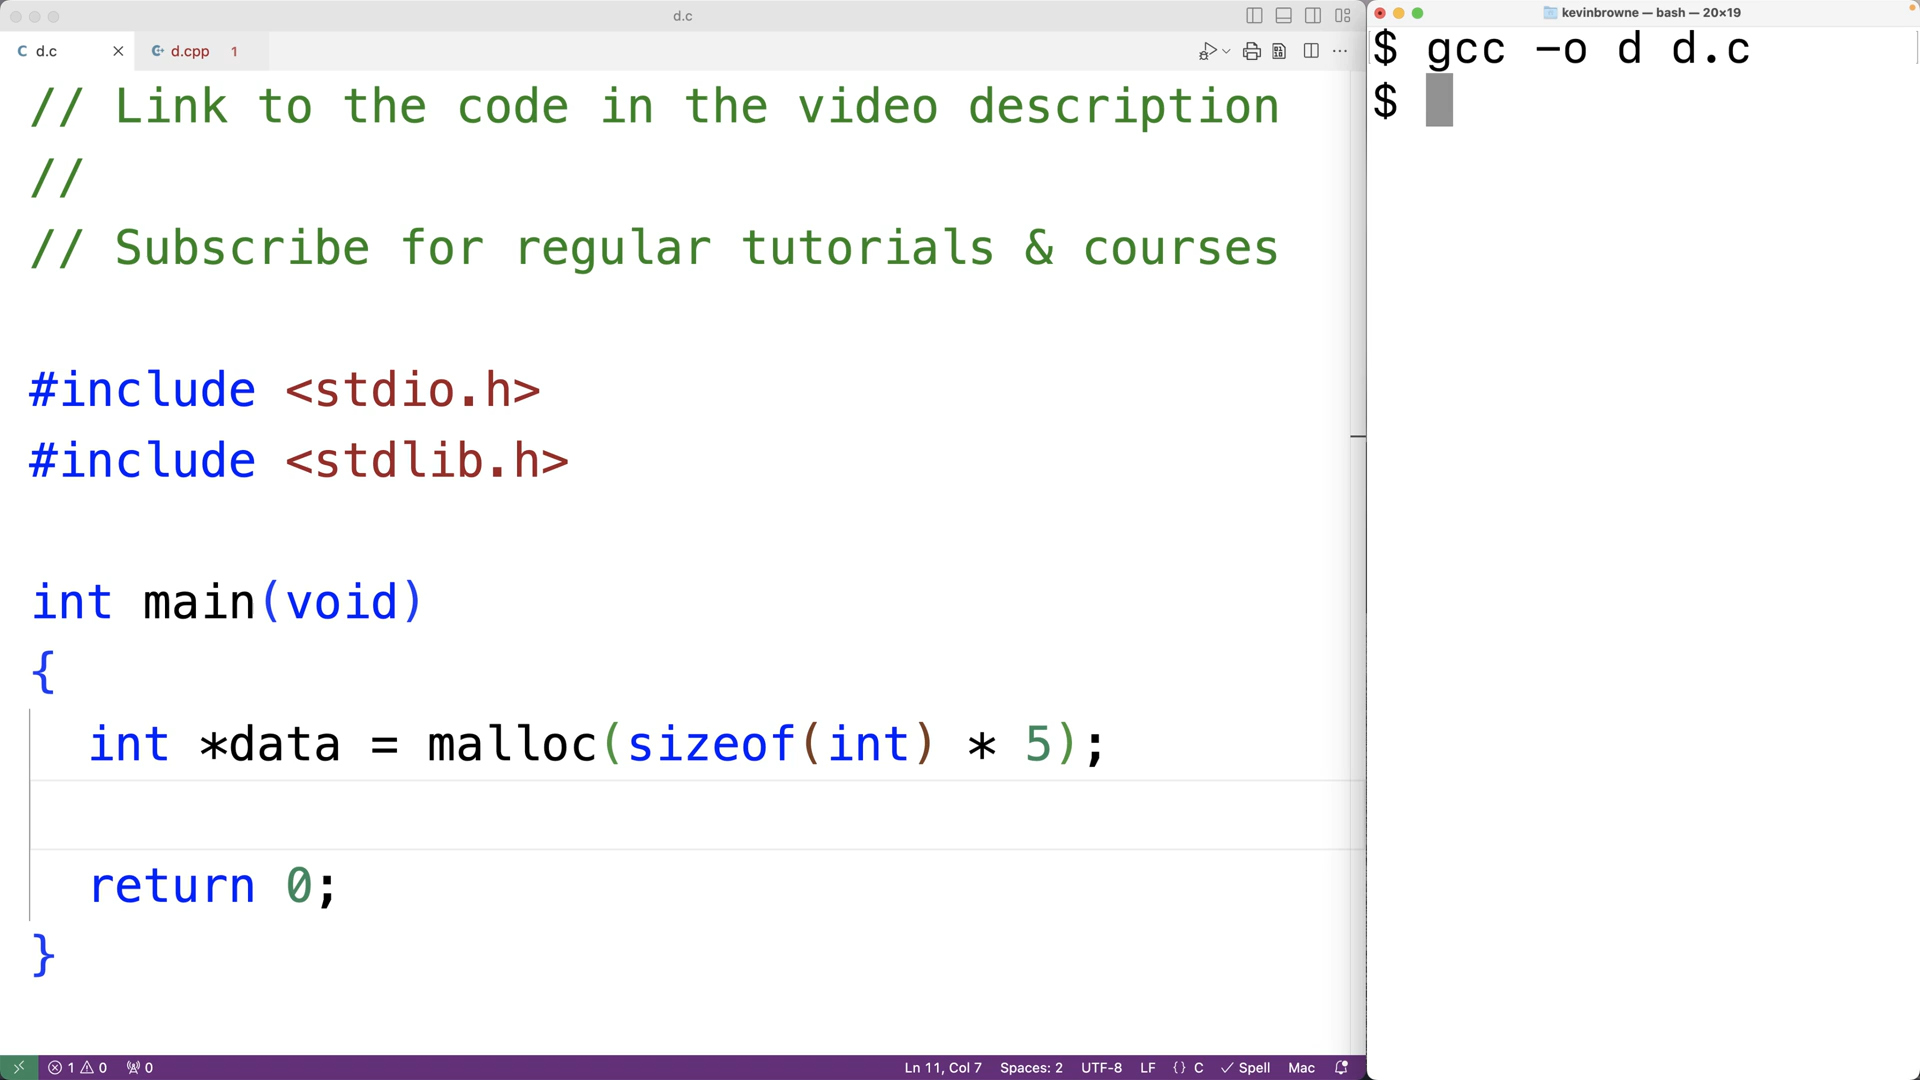 d.c
d.c
d.cpp 1
// Link to the code in the video description
//
// Subscribe for regular tutorials & courses
#include <stdio.h>
#include <stdlib.h>
int main(void)
{
int *data = malloc(sizeof(int) * 5);
return 0;
}
1 0 0 Ln 11, Col 7 Spaces: 2 UTF-8 LF {} C Spell Mac
kevinbrowne — bash — 20×19
$ gcc -o d d.c
$